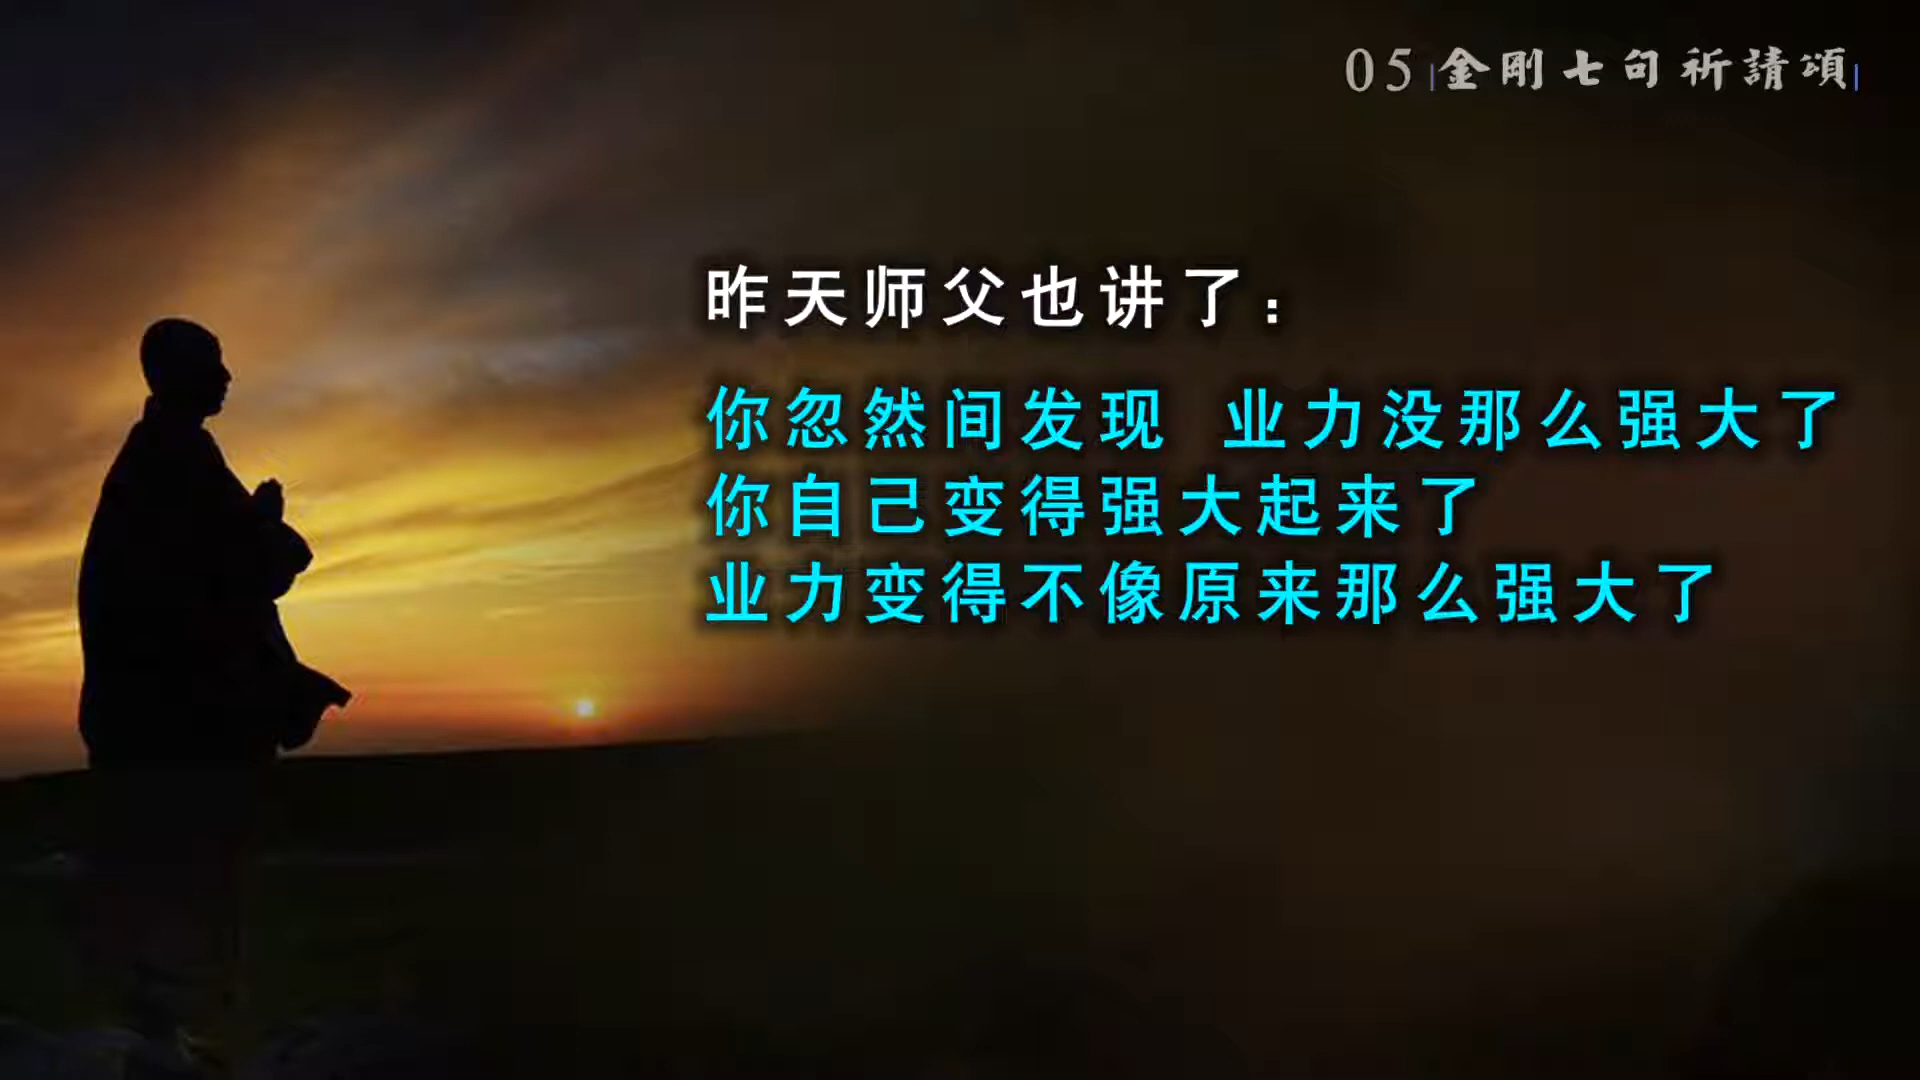 05 金剛七句祈請頌
昨天师父也讲了：
你忽然间发现 业力没那么强大了
你自己变得强大起来了
业力变得不像原来那么强大了